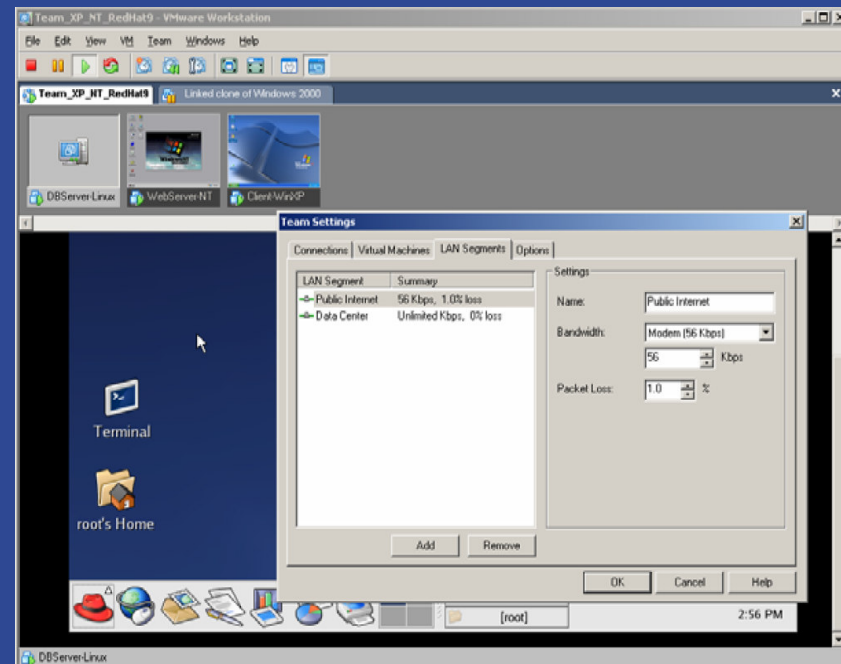 Team_XP_NT_RedHat9 - VMware Workstation
File Edit View VM Team Windows Help
Team_XP_NT_RedHat9 Linked clone of Windows 2000
DBServer-Linux WebServer-NT Client-WinXP
Team Settings
Connections Virtual Machines LAN Segments Options
LAN Segment Summary
Public Internet 56 Kbps, 1.0% loss
Data Center Unlimited Kbps, 0% loss
Add Remove
Settings
Name: Public Internet
Bandwidth: Modem (56 Kbps)
56 Kbps
Packet Loss: 1.0 %
OK Cancel Help
Terminal
root's Home
[root] 2:56 PM
DBServer-Linux